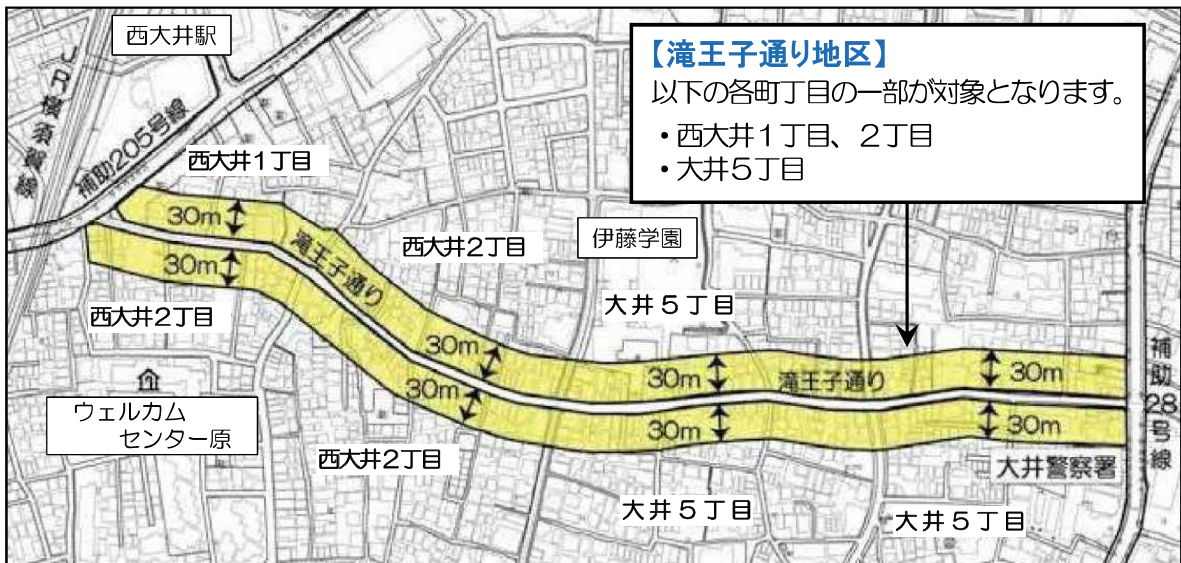 西大井駅
JR横須賀線
補助205号線
【滝王子通り地区】
以下の各町丁目の一部が対象となります。
・西大井1丁目、2丁目
・大井5丁目
西大井1丁目
30m
滝王子通り
西大井2丁目
伊藤学園
30m
西大井2丁目
大井5丁目
30m
30m
滝王子通り
30m
補助28号線
ウェルカム
センター原
30m
30m
30m
西大井2丁目
大井警察署
大井5丁目
大井5丁目